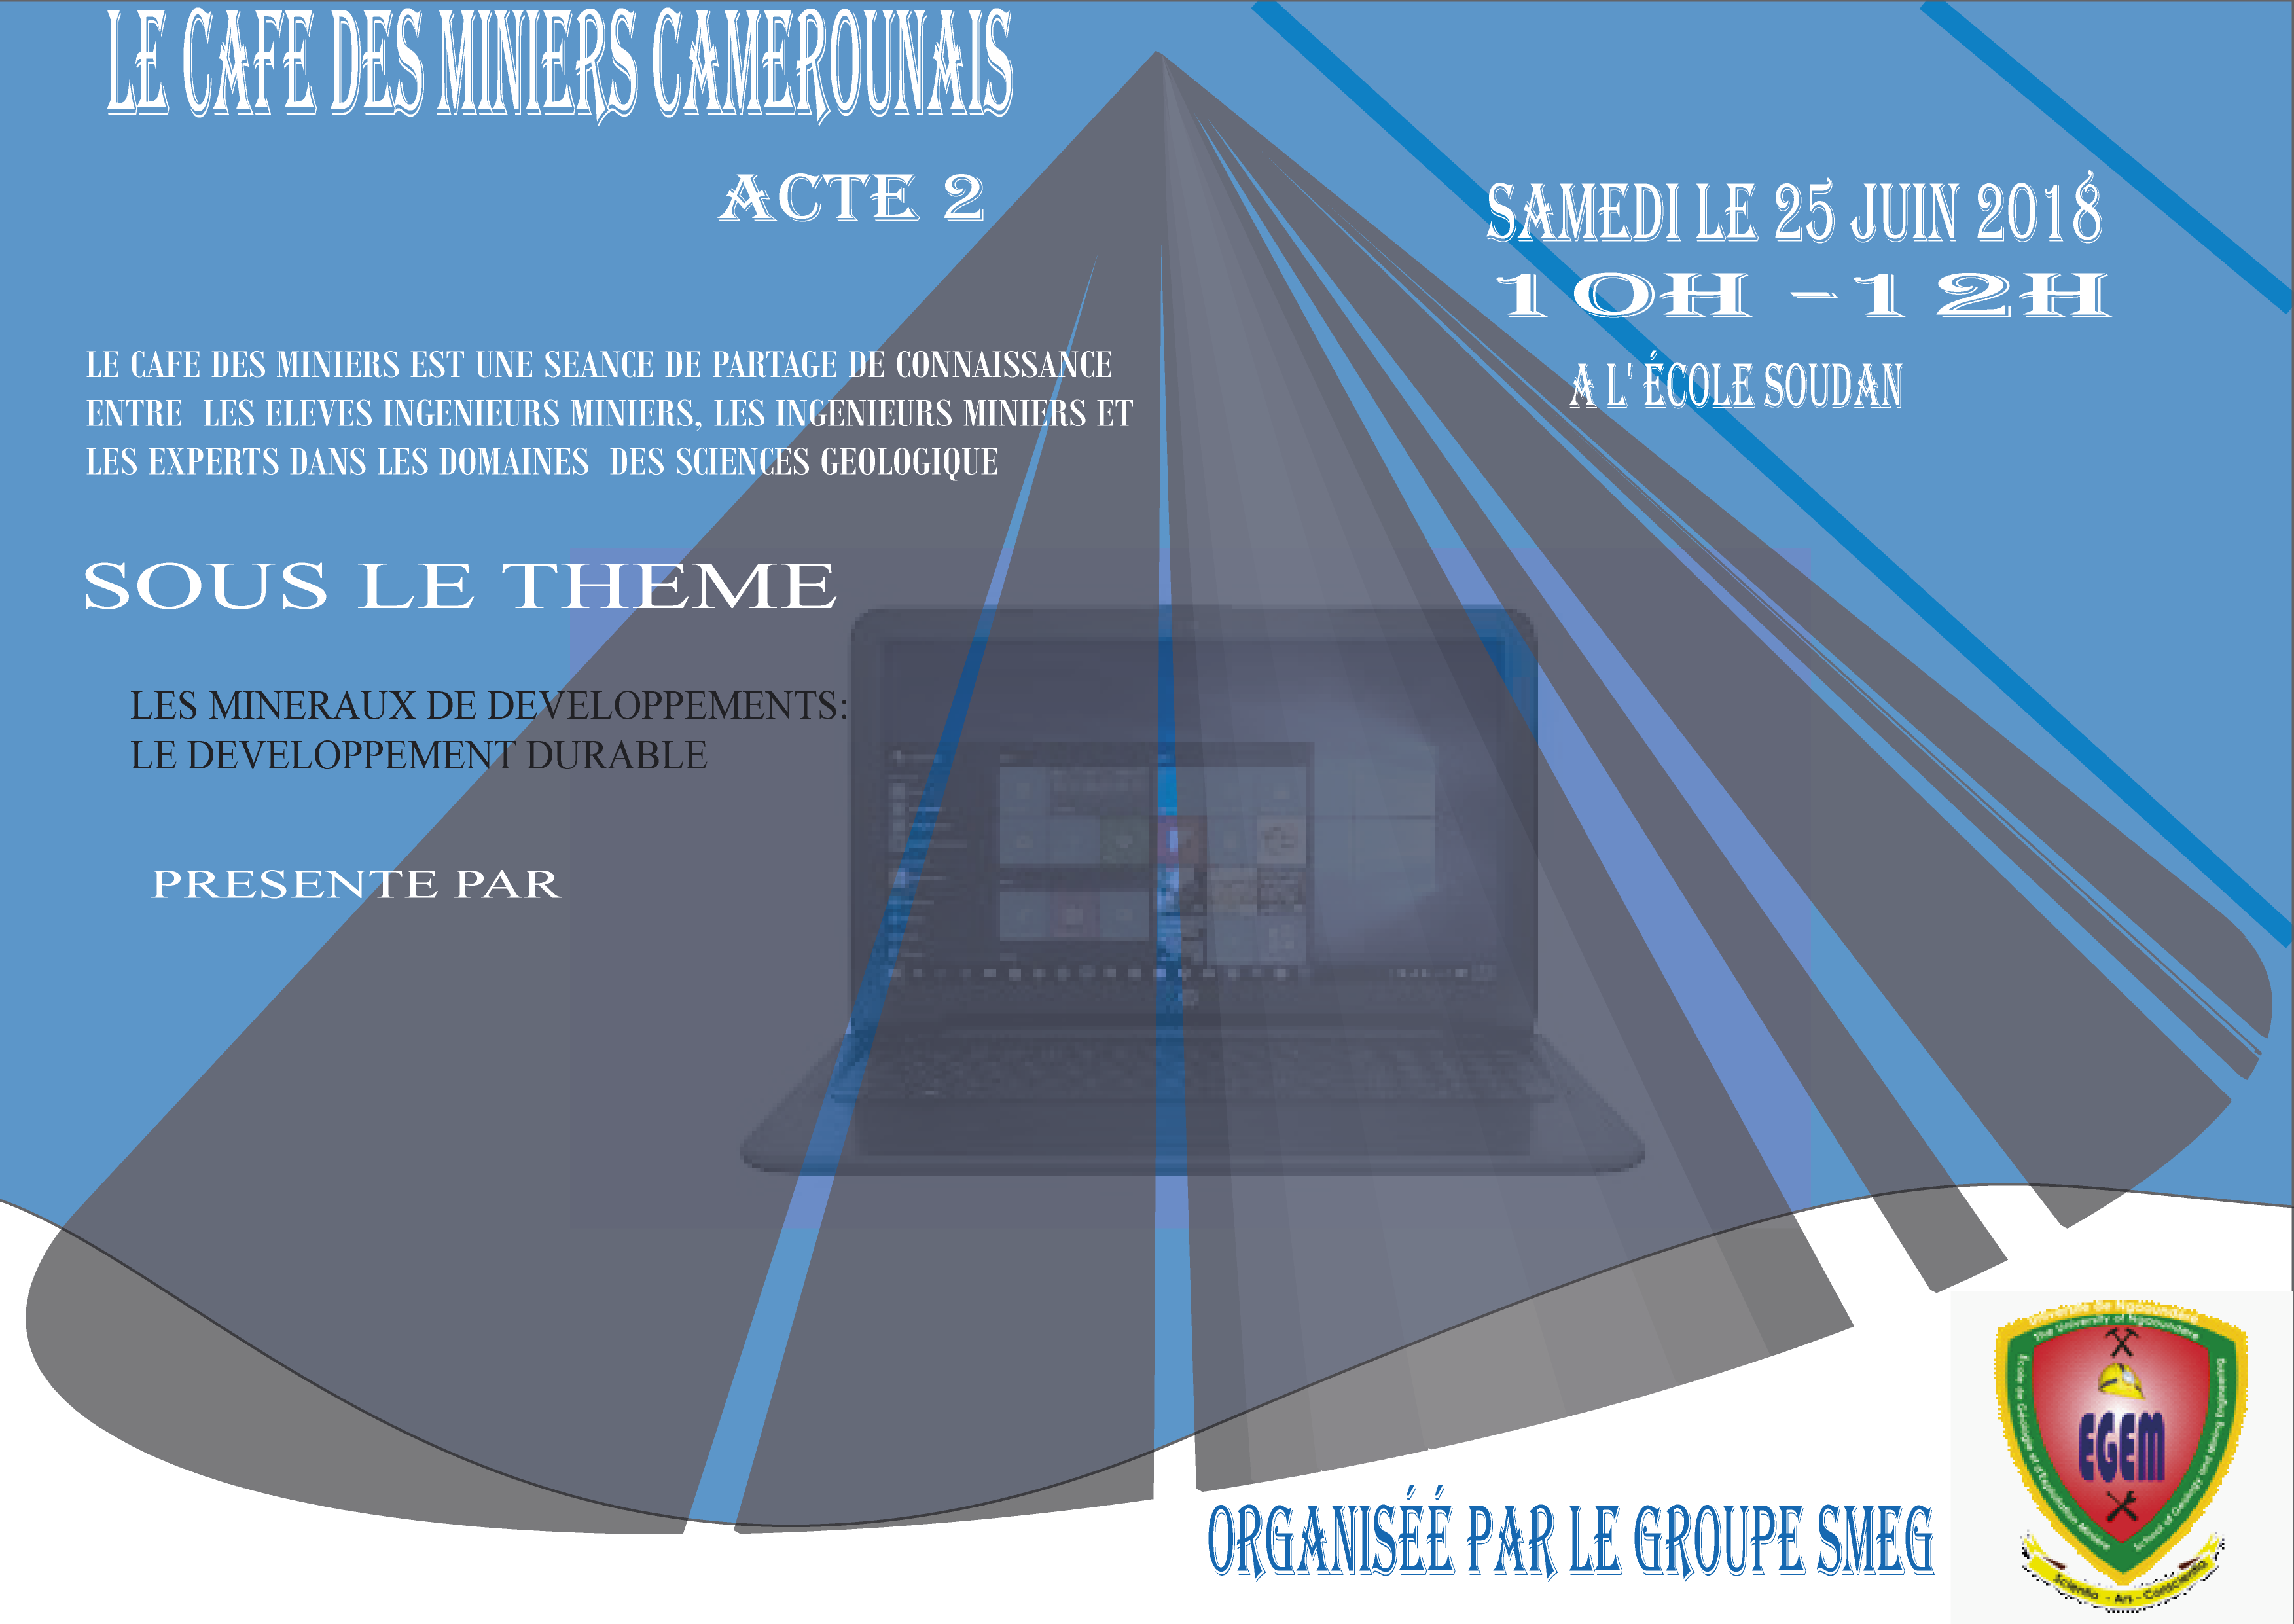 LE CAFE DES MINIERS CAMEROUNAIS
ACTE 2
SAMEDI LE 25 JUIN 2018
10H -12H
A L' ÉCOLE SOUDAN
LE CAFE DES MINIERS EST UNE SEANCE DE PARTAGE DE CONNAISSANCE
ENTRE LES ELEVES INGENIEURS MINIERS, LES INGENIEURS MINIERS ET
LES EXPERTS DANS LES DOMAINES DES SCIENCES GEOLOGIQUE
SOUS LE THEME
LES MINERAUX DE DEVELOPPEMENTS:
LE DEVELOPPEMENT DURABLE
PRESENTE PAR
ORGANISÉÉ PAR LE GROUPE SMEG
Université de Ngaoundéré
The University of Ngaoundere
Ecole de Géologie et d'Exploitation Minière
School of Geology and Mining Engineering
EGEM
Scientia - Ars - Conscientia